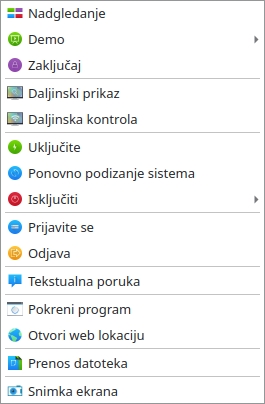 Nadgledanje
Demo
Zaključaj
Daljinski prikaz
Daljinska kontrola
Uključite
Ponovno podizanje sistema
Isključiti
Prijavite se
Odjava
Tekstualna poruka
Pokreni program
Otvori web lokaciju
Prenos datoteka
Snimka ekrana